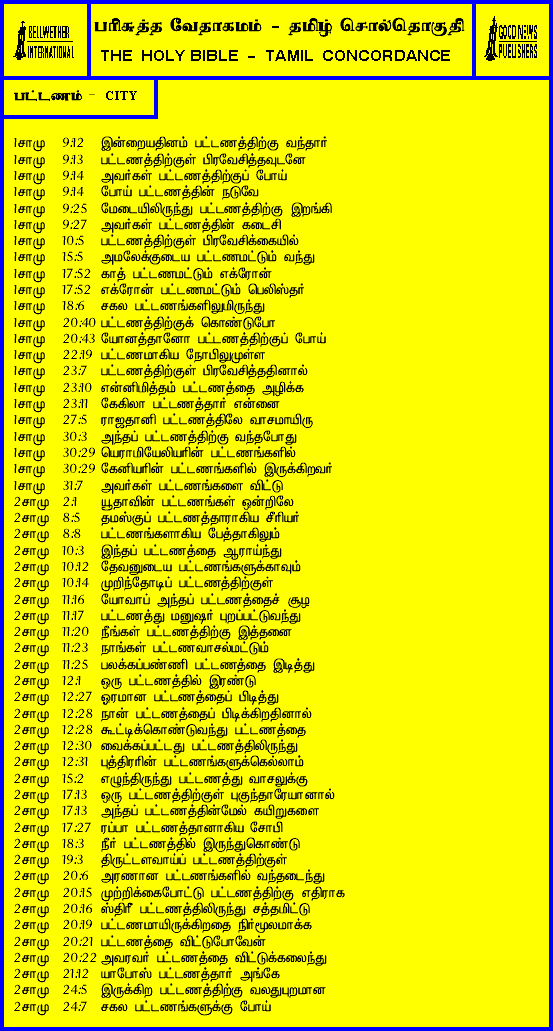 BELLWETHER
INTERNATIONAL
பரிசுத்த வேதாகமம் - தமிழ் சொல்தொகுதி
THE HOLY BIBLE - TAMIL CONCORDANCE
GOOD NEWS
PUBLISHERS
பட்டணம் - CITY
1சாமு 9:12 இன்றையதினம் பட்டணத்திற்கு வந்தார்
1சாமு 9:13 பட்டணத்திற்குள் பிரவேசித்தவுடனே
1சாமு 9:14 அவர்கள் பட்டணத்திற்குப் போய்
1சாமு 9:14 போய் பட்டணத்தின் நடுவே
1சாமு 9:25 மேடையிலிருந்து பட்டணத்திற்கு இறங்கி
1சாமு 9:27 அவர்கள் பட்டணத்தின் கடைசி
1சாமு 10:5 பட்டணத்திற்குள் பிரவேசிக்கையில்
1சாமு 15:5 அமலேக்குடைய பட்டணமட்டும் வந்து
1சாமு 17:52 காத் பட்டணமட்டும் எக்ரோன்
1சாமு 17:52 எக்ரோன் பட்டணமட்டும் பெலிஸ்தர்
1சாமு 18:6 சகல பட்டணங்களிலுமிருந்து
1சாமு 20:40 பட்டணத்திற்குக் கொண்டுபோ
1சாமு 20:43 யோனத்தானோ பட்டணத்திற்குப் போய்
1சாமு 22:19 பட்டணமாகிய நோபிலுமுள்ள
1சாமு 23:7 பட்டணத்திற்குள் பிரவேசித்ததினால்
1சாமு 23:10 என்னிமித்தம் பட்டணத்தை அழிக்க
1சாமு 23:11 கேகிலா பட்டணத்தார் என்னை
1சாமு 27:5 ராஜதானி பட்டணத்திலே வாசமாயிரு
1சாமு 30:3 அந்தப் பட்டணத்திற்கு வந்தபோது
1சாமு 30:29 யெராமியேலியரின் பட்டணங்களில்
1சாமு 30:29 கேனியரின் பட்டணங்களில் இருக்கிறவர்
1சாமு 31:7 அவர்கள் பட்டணங்களை விட்டு
2சாமு 2:1 யூதாவின் பட்டணங்கள் ஒன்றிலே
2சாமு 8:5 தமஸ்குப் பட்டணத்தாராகிய சீரியர்
2சாமு 8:8 பட்டணங்களாகிய பேத்தாகிலும்
2சாமு 10:3 இந்தப் பட்டணத்தை ஆராய்ந்து
2சாமு 10:12 தேவனுடைய பட்டணங்களுக்காவும்
2சாமு 10:14 முறிந்தோடிப் பட்டணத்திற்குள்
2சாமு 11:16 யோவாப் அந்தப் பட்டணத்தைச் சூழ
2சாமு 11:17 பட்டணத்து மனுஷர் புறப்பட்டுவந்து
2சாமு 11:20 நீங்கள் பட்டணத்திற்கு இத்தனை
2சாமு 11:23 நாங்கள் பட்டணவாசல்மட்டும்
2சாமு 11:25 பலக்கப்பண்ணி பட்டணத்தை இடித்து
2சாமு 12:1 ஒரு பட்டணத்தில் இரண்டு
2சாமு 12:27 ஓரமான பட்டணத்தைப் பிடித்து
2சாமு 12:28 நான் பட்டணத்தைப் பிடிக்கிறதினால்
2சாமு 12:28 கூட்டிக்கொண்டுவந்து பட்டணத்தை
2சாமு 12:30 வைக்கப்பட்டது பட்டணத்திலிருந்து
2சாமு 12:31 புத்திரரின் பட்டணங்களுக்கெல்லாம்
2சாமு 15:2 எழுந்திருந்து பட்டணத்து வாசலுக்கு
2சாமு 17:13 ஒரு பட்டணத்திற்குள் புகுந்தாரேயானால்
2சாமு 17:13 அந்தப் பட்டணத்தின்மேல் கயிறுகளை
2சாமு 17:27 ரப்பா பட்டணத்தானாகிய சோபி
2சாமு 18:3 நீர் பட்டணத்தில் இருந்துகொண்டு
2சாமு 19:3 திருட்டளவாய்ப் பட்டணத்திற்குள்
2சாமு 20:6 அரணான பட்டணங்களில் வந்தடைந்து
2சாமு 20:15 முற்றிக்கைபோட்டு பட்டணத்திற்கு எதிராக
2சாமு 20:16 ஸ்திரீ பட்டணத்திலிருந்து சத்தமிட்டு
2சாமு 20:19 பட்டணமாயிருக்கிறதை நிர்மூலமாக்க
2சாமு 20:21 பட்டணத்தை விட்டுபோவேன்
2சாமு 20:22 அவரவர் பட்டணத்தை விட்டுக்கலைந்து
2சாமு 21:12 யாபோஸ் பட்டணத்தார் அங்கே
2சாமு 24:5 இருக்கிற பட்டணத்திற்கு வலதுபுறமான
2சாமு 24:7 சகல பட்டணங்களுக்கு போய்